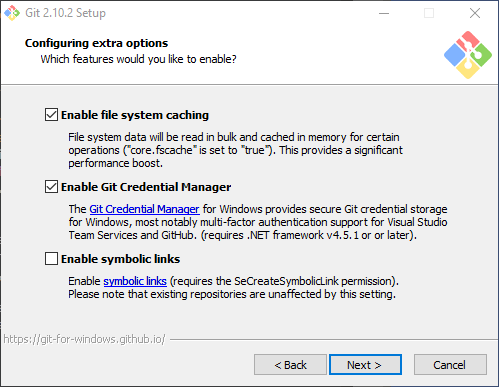 Git 2.10.2 Setup
Configuring extra options
Which features would you like to enable?
Enable file system caching
File system data will be read in bulk and cached in memory for certain
operations ("core.fscache" is set to "true"). This provides a significant
performance boost.
Enable Git Credential Manager
The Git Credential Manager for Windows provides secure Git credential storage
for Windows, most notably multi-factor authentication support for Visual Studio
Team Services and GitHub. (requires .NET framework v4.5.1 or or later).
Enable symbolic links
Enable symbolic links (requires the SeCreateSymbolicLink permission).
Please note that existing repositories are unaffected by this setting.
https://git-for-windows.github.io/
< Back
Next >
Cancel